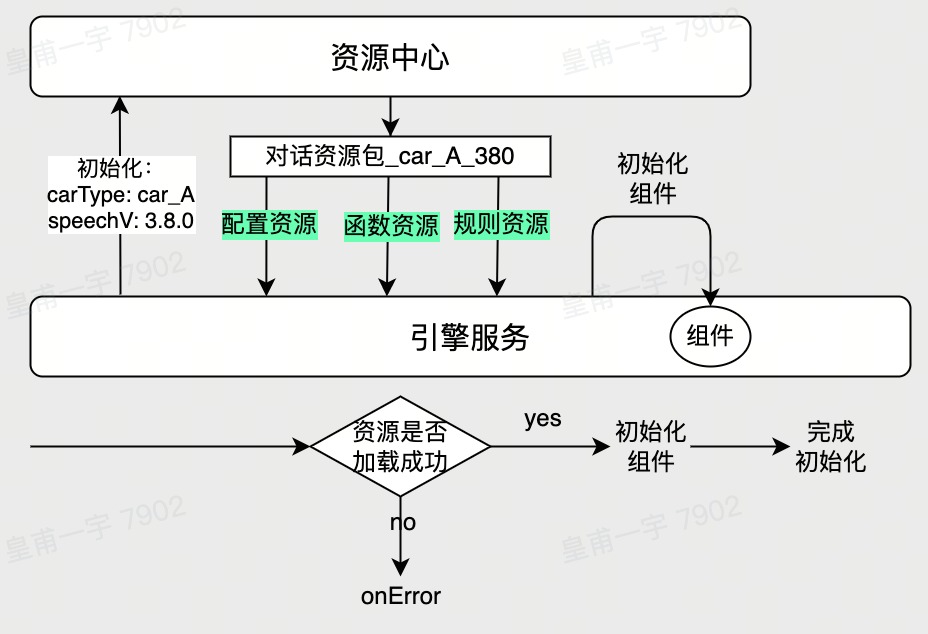 皇甫一宇 7902
皇甫一宇 7902
资源中心
对话资源包_car_A_380
初始化：
carType: car_A
speechV: 3.8.0
配置资源
函数资源
规则资源
初始化
组件
皇甫一宇 7902
皇甫一宇 7902
引擎服务
组件
资源是否
加载成功
yes
初始化
组件
完成
初始化
no
onError
皇甫一宇 7902
皇甫一宇 7902